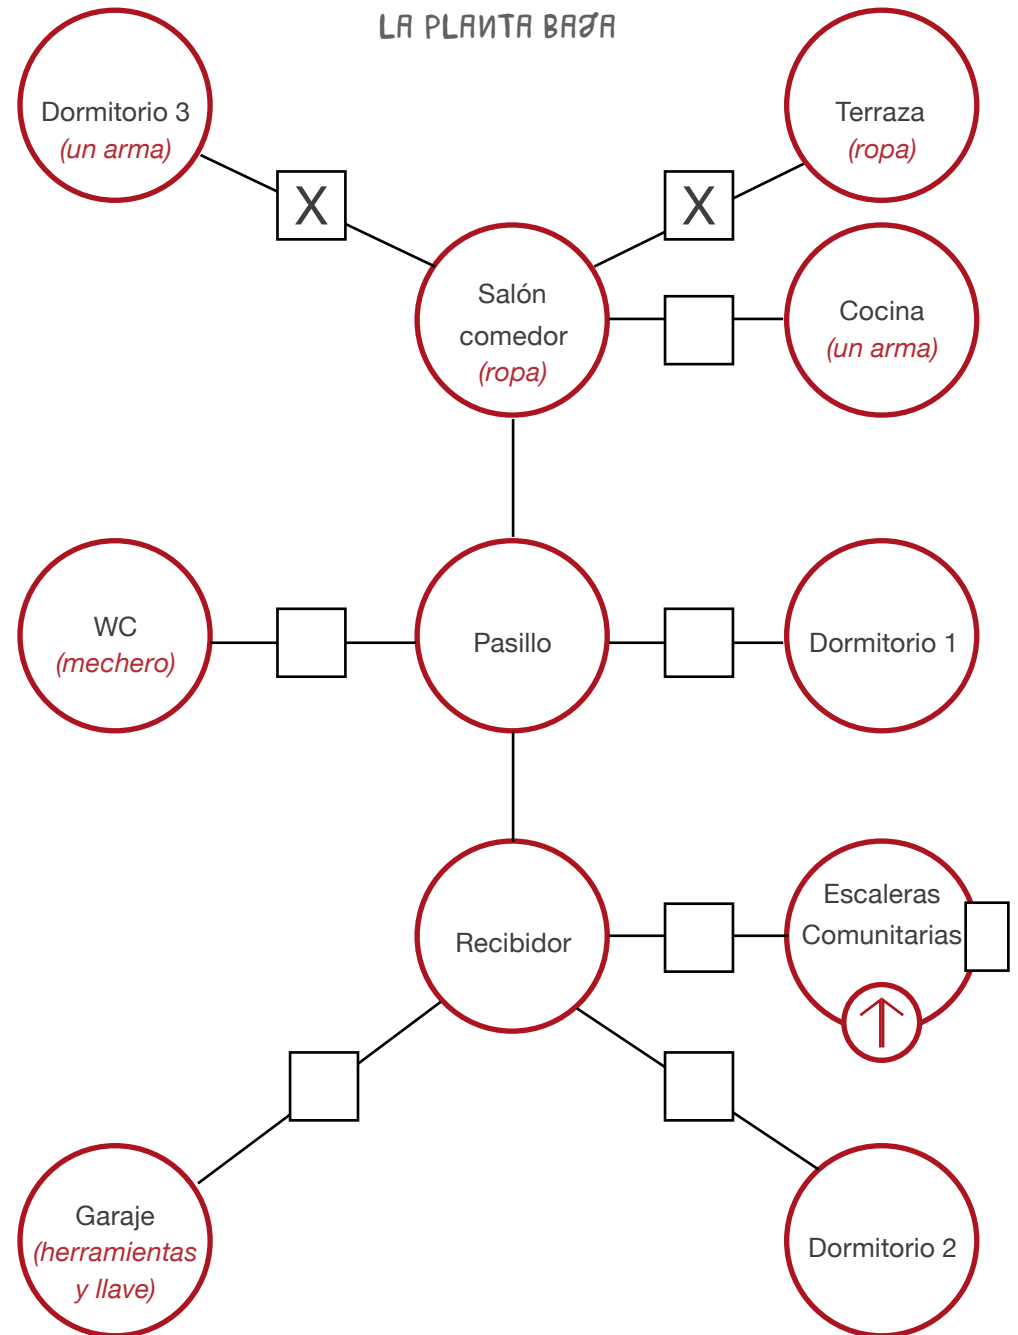 LA PLANTA BAJA
Dormitorio 3
(un arma)
Terraza
(ropa)
X
X
Salón
comedor
(ropa)
Cocina
(un arma)
WC
(mechero)
Pasillo
Dormitorio 1
Recibidor
Escaleras
Comunitarias
Garaje
(herramientas
y llave)
Dormitorio 2